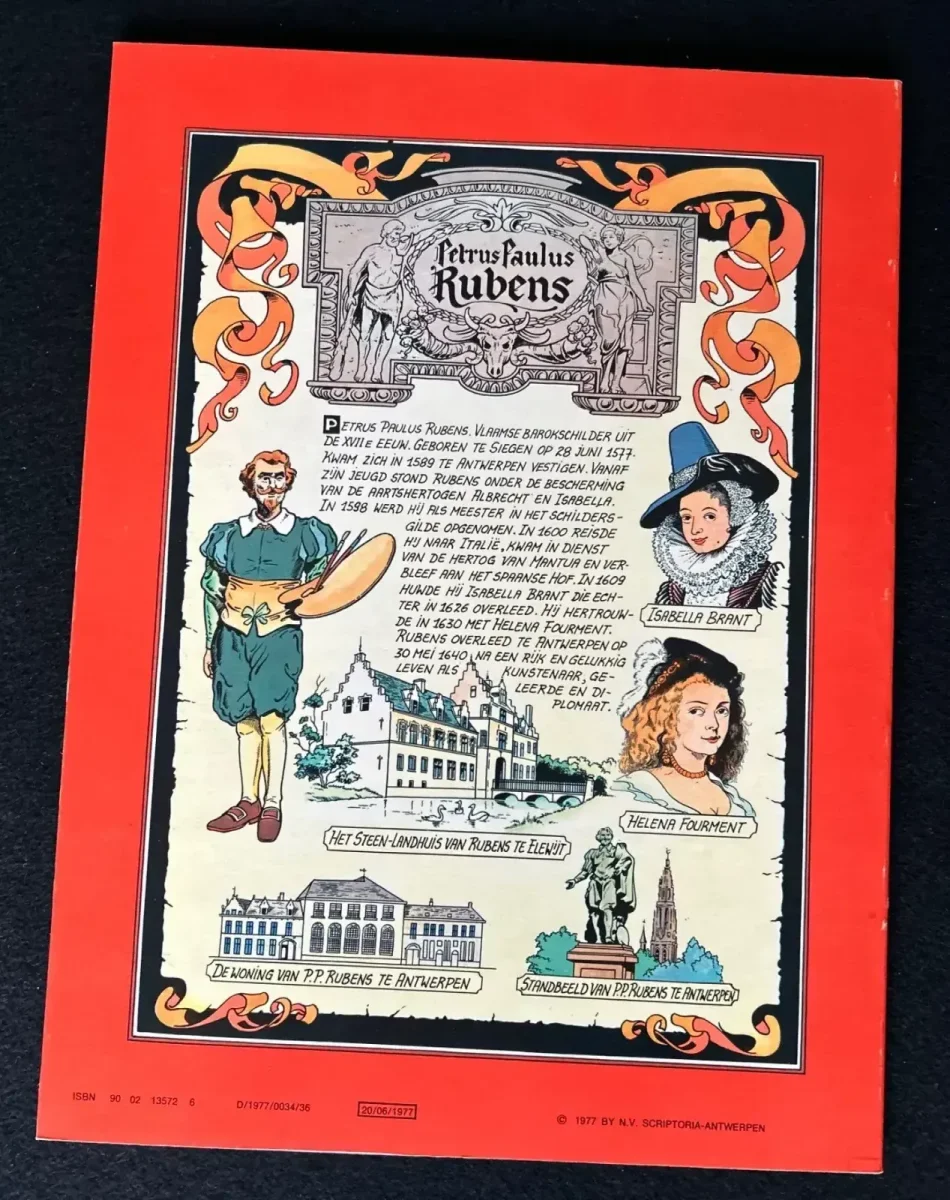 Petrus Paulus
Rubens
PETRUS PAULUS RUBENS. VLAAMSE BAROKSCHILDER UIT
DE XVIIe EEUW. GEBOREN TE SIEGEN OP 28 JUNI 1577.
KWAM ZICH IN 1589 TE ANTWERPEN VESTIGEN. VANAF
ZIJN JEUGD STOND RUBENS ONDER DE BESCHERMING
VAN DE AARTSHERTOGEN ALBRECHT EN ISABELLA.
IN 1598 WERD HIJ ALS MEESTER IN HET SCHILDERS-
GILDE OPGENOMEN. IN 1600 REISDE
HIJ NAAR ITALIË, KWAM IN DIENST
VAN DE HERTOG VAN MANTUA EN VER-
BLEEF AAN HET SPAANSE HOF. IN 1609
HUWDE HIJ ISABELLA BRANT DIE ECH-
TER IN 1626 OVERLEED. HIJ HERTROUW-
DE IN 1630 MET HELENA FOURMENT.
RUBENS OVERLEED TE ANTWERPEN OP
30 MEI 1640, NA EEN RIJK EN GELUKKIG
LEVEN ALS KUNSTENAAR, GE-
LEERDE EN DI-
PLOMAAT.
ISABELLA BRANT
HELENA FOURMENT
HET STEEN-LANDHUIS VAN RUBENS TE ELEWIJT
DE WONING VAN P.P. RUBENS TE ANTWERPEN
STANDBEELD VAN P.P. RUBENS TE ANTWERPEN
ISBN 90 02 13572 6 D/1977/0034/36 20/06/1977 © 1977 BY N.V. SCRIPTORIA-ANTWERPEN